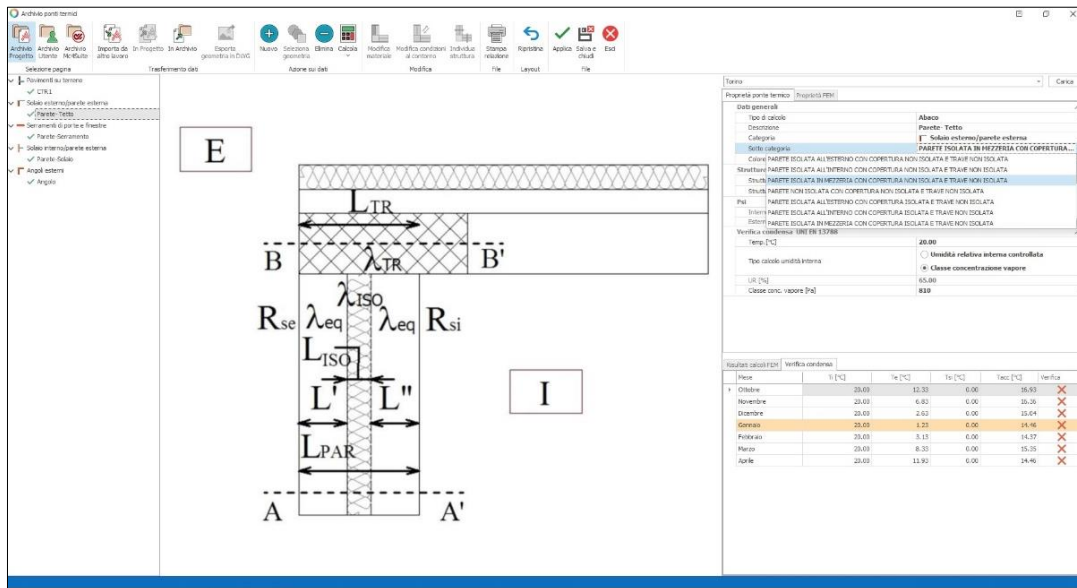 Archivio ponti termici
Archivio Progetto
Archivio Utente
Archivio Mc4Suite
Importa da altro lavoro
In Progetto
In Archivio
Esporta geometria in DWG
Nuovo
Seleziona geometria
Elimina
Calcola
Modifica materiale
Modifica condizioni al contorno
Individua struttura
Stampa relazione
Ripristina
Applica
Salva e chiudi
Esci
Selezione pagina
Trasferimento dati
Azione sui dati
Modifica
File
Layout
File
Pavimenti su terreno
CTR1
Solaio esterno/parete esterna
Parete- Tetto
Serramenti di porte e finestre
Parete-Serramento
Solaio interno/parete esterna
Parete-Solaio
Angoli esterni
Angolo
E
LTR
B
B'
λTR
λISO
Rse
λeq
λeq
Rsi
LISO
L'
L"
I
LPAR
A
A'
Torino
Carica
Proprietà ponte termico
Proprietà FEM
Dati generali
Tipo di calcolo
Abaco
Descrizione
Parete- Tetto
Categoria
Solaio esterno/parete esterna
Sotto categoria
PARETE ISOLATA IN MEZZERIA CON COPERTURA...
Colore
PARETE ISOLATA ALL'ESTERNO CON COPERTURA NON ISOLATA E TRAVE NON ISOLATA
Strutture
PARETE ISOLATA ALL'INTERNO CON COPERTURA NON ISOLATA E TRAVE NON ISOLATA
PARETE ISOLATA IN MEZZERIA CON COPERTURA NON ISOLATA E TRAVE NON ISOLATA
PARETE NON ISOLATA CON COPERTURA NON ISOLATA E TRAVE NON ISOLATA
Psi
PARETE ISOLATA ALL'ESTERNO CON COPERTURA ISOLATA E TRAVE NON ISOLATA
PARETE ISOLATA ALL'INTERNO CON COPERTURA ISOLATA E TRAVE NON ISOLATA
PARETE ISOLATA IN MEZZERIA CON COPERTURA ISOLATA E TRAVE NON ISOLATA
Verifica condensa UNI EN 13788
Temp.[°C]
20.00
Tipo calcolo umidità interna
Umidità relativa interna controllata
Classe concentrazione vapore
UR [%]
65.00
Classe conc. vapore [Pa]
810
Risultati calcoli FEM
Verifica condensa
Mese Ti [°C] Te [°C] Tsi [°C] Tacc [°C] Verifica
Ottobre 20.00 12.33 0.00 16.93
Novembre 20.00 6.83 0.00 16.36
Dicembre 20.00 2.63 0.00 15.04
Gennaio 20.00 1.23 0.00 14.46
Febbraio 20.00 3.13 0.00 14.37
Marzo 20.00 8.33 0.00 15.35
Aprile 20.00 11.93 0.00 14.46